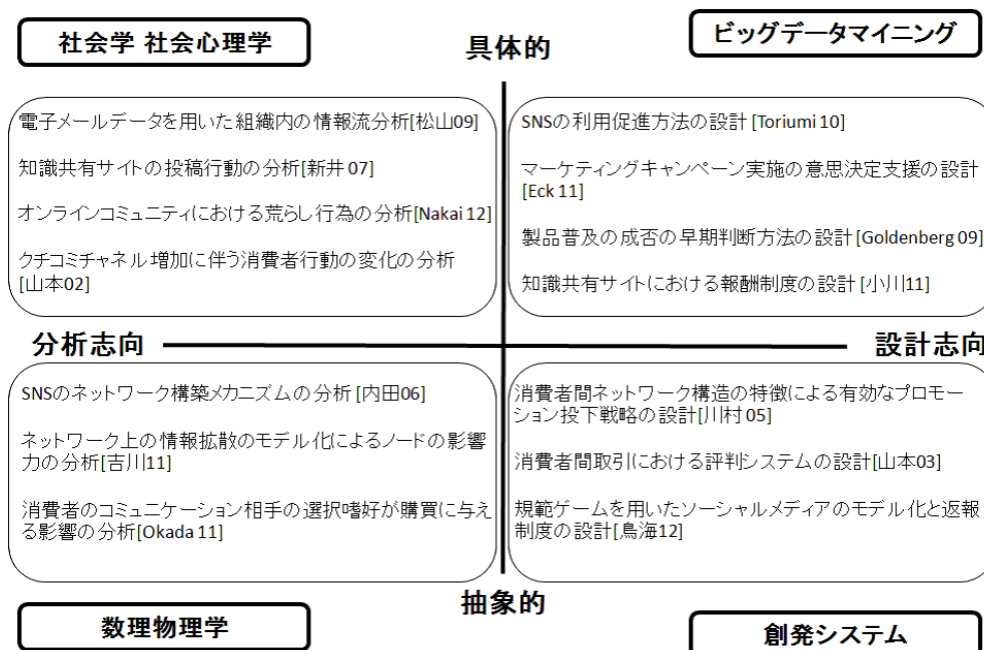 社会学 社会心理学
具体的
ビッグデータマイニング
電子メールデータを用いた組織内の情報流分析[松山09]
知識共有サイトの投稿行動の分析[新井 07]
オンラインコミュニティにおける荒らし行為の分析[Nakai 12]
クチコミチャネル増加に伴う消費者行動の変化の分析
[山本02]
SNSの利用促進方法の設計 [Toriumi 10]
マーケティングキャンペーン実施の意思決定支援の設計
[Eck 11]
製品普及の成否の早期判断方法の設計 [Goldenberg 09]
知識共有サイトにおける報酬制度の設計 [小川11]
分析志向
設計志向
SNSのネットワーク構築メカニズムの分析 [内田06]
ネットワーク上の情報拡散のモデル化によるノードの影響
力の分析[吉川11]
消費者のコミュニケーション相手の選択嗜好が購買に与え
る影響の分析[Okada 11]
消費者間ネットワーク構造の特徴による有効なプロモー
ション投下戦略の設計[川村 05]
消費者間取引における評判システムの設計[山本03]
規範ゲームを用いたソーシャルメディアのモデル化と返報
制度の設計[鳥海12]
抽象的
数理物理学
創発システム